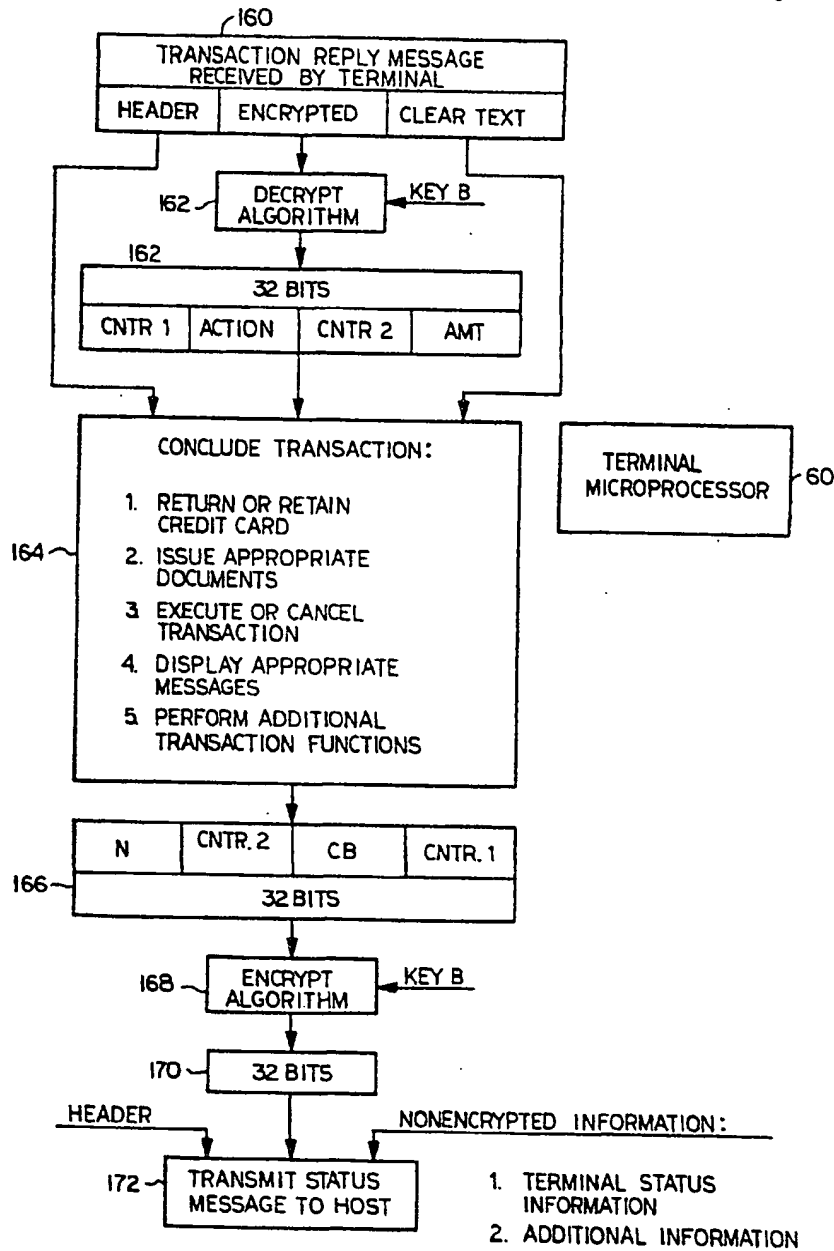 160
TRANSACTION REPLY MESSAGE
RECEIVED BY TERMINAL
HEADER ENCRYPTED CLEAR TEXT
162 DECRYPT
ALGORITHM
KEY B
162
32 BITS
CNTR 1 ACTION CNTR 2 AMT
CONCLUDE TRANSACTION:
1. RETURN OR RETAIN
CREDIT CARD
2. ISSUE APPROPRIATE
DOCUMENTS
3. EXECUTE OR CANCEL
TRANSACTION
4. DISPLAY APPROPRIATE
MESSAGES
5. PERFORM ADDITIONAL
TRANSACTION FUNCTIONS
164
TERMINAL
MICROPROCESSOR
60
N CNTR. 2 CB CNTR. 1
166
32 BITS
168 ENCRYPT
ALGORITHM
KEY B
170 32 BITS
HEADER
NONENCRYPTED INFORMATION:
172 TRANSMIT STATUS
MESSAGE TO HOST
1. TERMINAL STATUS
INFORMATION
2. ADDITIONAL INFORMATION